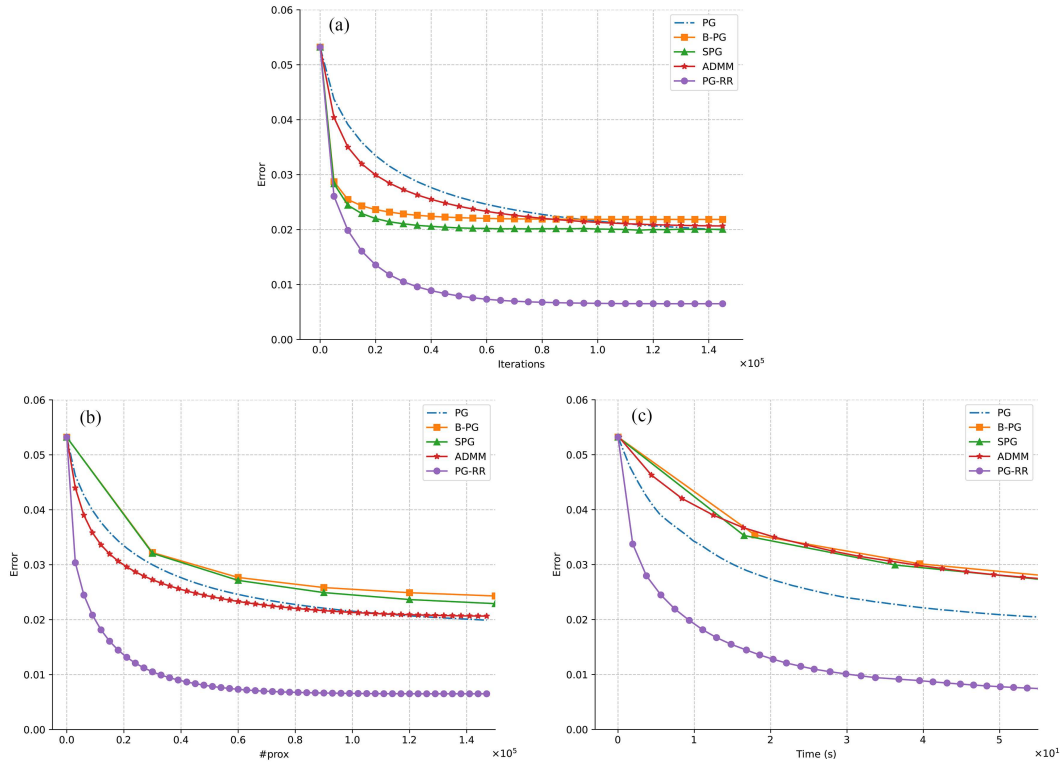 (a)
0.06
0.05
0.04
0.03
0.02
0.01
0.00
Error
PG
B-PG
SPG
ADMM
PG-RR
0.0 0.2 0.4 0.6 0.8 1.0 1.2 1.4
Iterations
×10⁵
(b)
0.06
0.05
0.04
0.03
0.02
0.01
0.00
Error
PG
B-PG
SPG
ADMM
PG-RR
0.0 0.2 0.4 0.6 0.8 1.0 1.2 1.4
#prox
×10⁵
(c)
0.06
0.05
0.04
0.03
0.02
0.01
0.00
Error
PG
B-PG
SPG
ADMM
PG-RR
0 1 2 3 4 5
Time (s)
×10¹